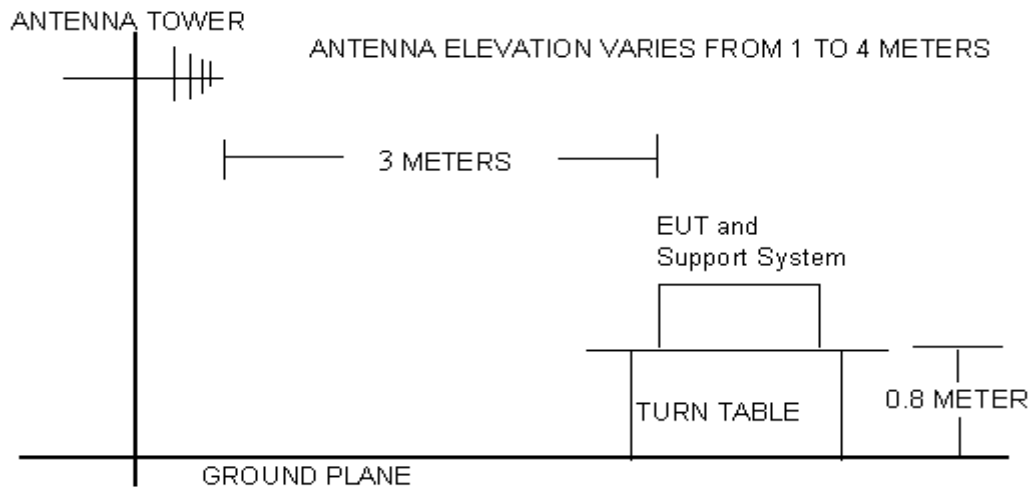 ANTENNA TOWER
ANTENNA ELEVATION VARIES FROM 1 TO 4 METERS
3 METERS
EUT and
Support System
TURN TABLE
0.8 METER
GROUND PLANE